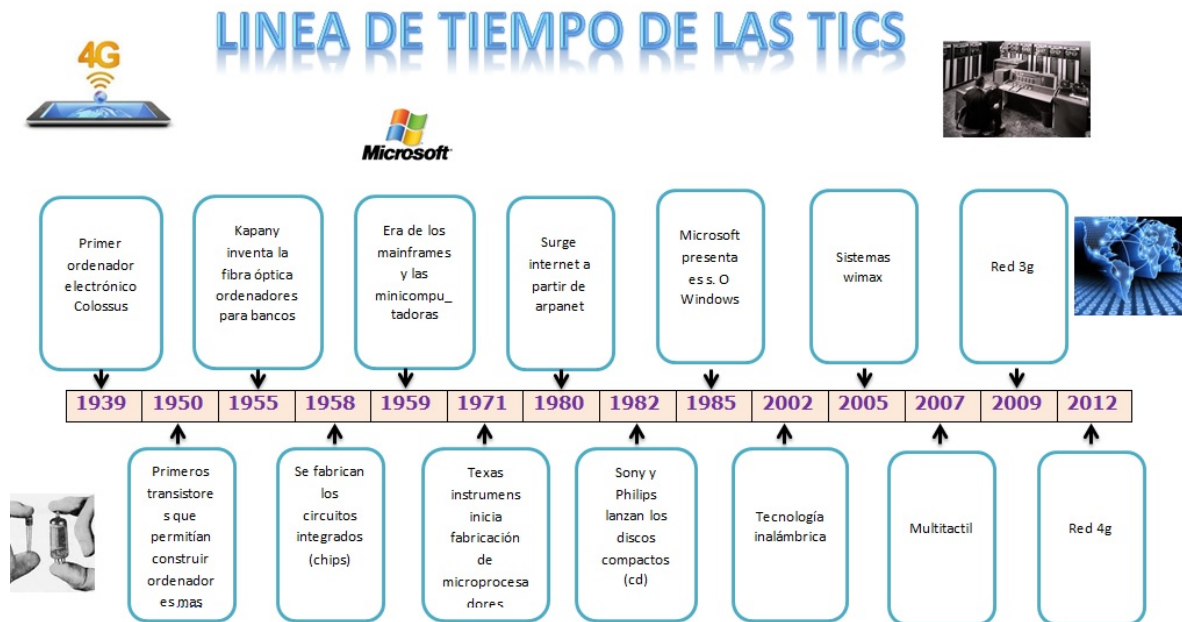 LINEA DE TIEMPO DE LAS TICS
4G
Microsoft
Primer
ordenador
electrónico
Colossus
Kapany
inventa la
fibra óptica
ordenadores
para bancos
Era de los
mainframes
y las
minicompu_
tadoras
Surge
internet a
partir de
arpanet
Microsoft
presenta
es s. O
Windows
Sistemas
wimax
Red 3g
1939 1950 1955 1958 1959 1971 1980 1982 1985 2002 2005 2007 2009 2012
Primeros
transistore
s que
permitían
construir
ordenador
es mas
Se fabrican
los
circuitos
integrados
(chips)
Texas
instrumens
inicia
fabricación
de
microprocesa
dores
Sony y
Philips
lanzan los
discos
compactos
(cd)
Tecnología
inalámbrica
Multitactil
Red 4g